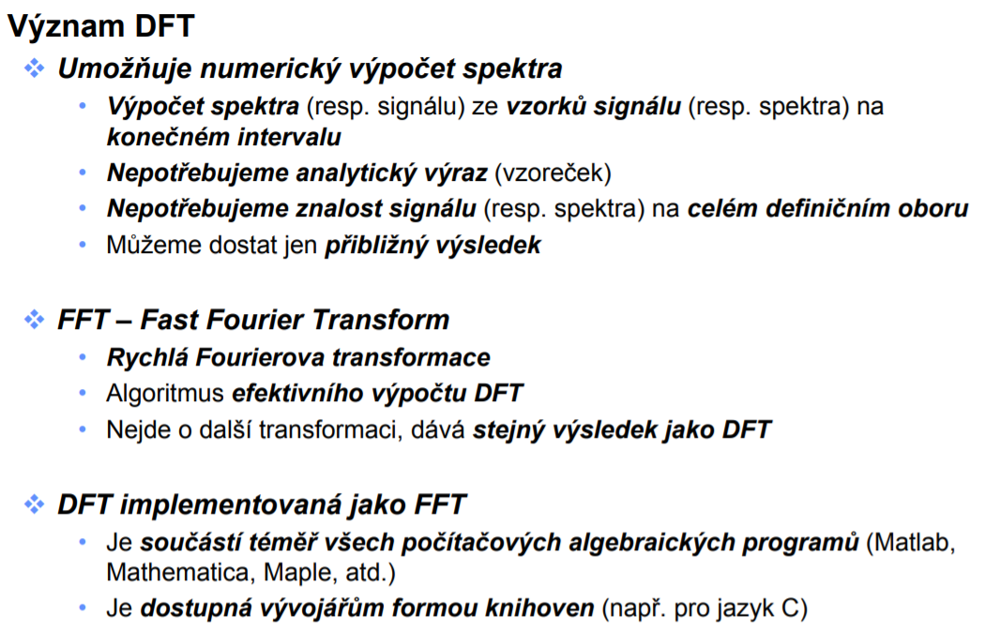 Význam DFT
❖ Umožňuje numerický výpočet spektra
• Výpočet spektra (resp. signálu) ze vzorků signálu (resp. spektra) na
konečném intervalu
• Nepotřebujeme analytický výraz (vzoreček)
• Nepotřebujeme znalost signálu (resp. spektra) na celém definičním oboru
• Můžeme dostat jen přibližný výsledek
❖ FFT – Fast Fourier Transform
• Rychlá Fourierova transformace
• Algoritmus efektivního výpočtu DFT
• Nejde o další transformaci, dává stejný výsledek jako DFT
❖ DFT implementovaná jako FFT
• Je součástí téměř všech počítačových algebraických programů (Matlab,
Mathematica, Maple, atd.)
• Je dostupná vývojářům formou knihoven (např. pro jazyk C)